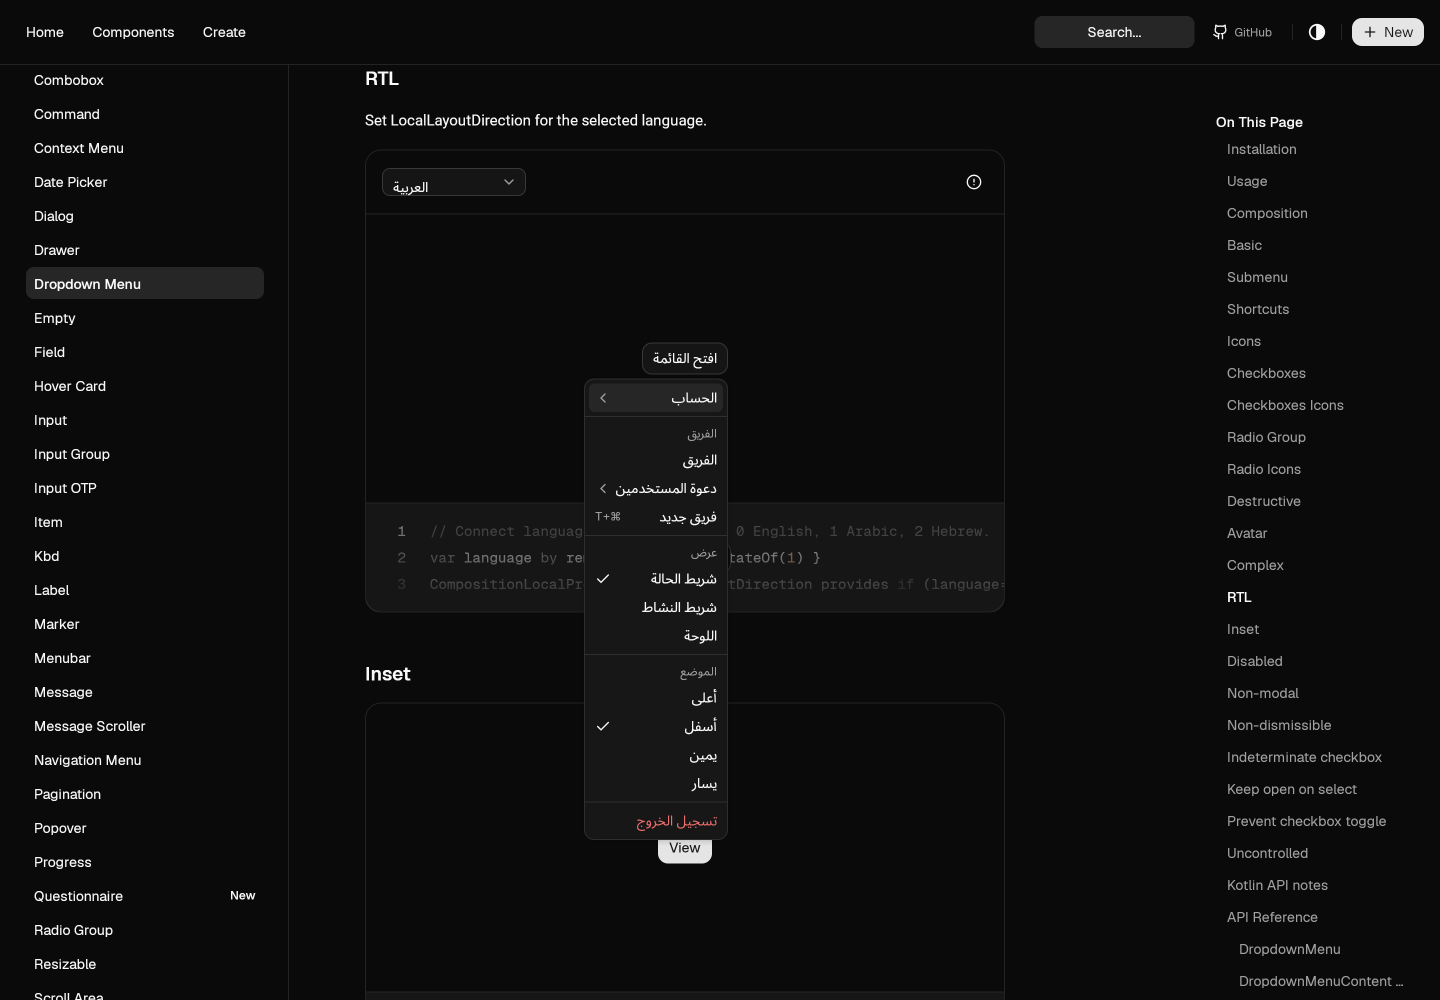 Home
Components
Create
Search...
GitHub
New
Combobox
Command
Context Menu
Date Picker
Dialog
Drawer
Dropdown Menu
Empty
Field
Hover Card
Input
Input Group
Input OTP
Item
Kbd
Label
Marker
Menubar
Message
Message Scroller
Navigation Menu
Pagination
Popover
Progress
Questionnaire New
Radio Group
Resizable
Scroll Area
RTL
Set LocalLayoutDirection for the selected language.
العربية
افتح القائمة
الحساب
الفريق
الفريق
دعوة المستخدمين
فريق جديد ⌘+T
عرض
شريط الحالة
شريط النشاط
اللوحة
الموضع
أعلى
أسفل
يمين
يسار
تسجيل الخروج
1 // Connect languag 0 English, 1 Arabic, 2 Hebrew.
2 var language by re tateOf(1) }
3 CompositionLocalPr tDirection provides if (language=
Inset
View
On This Page
Installation
Usage
Composition
Basic
Submenu
Shortcuts
Icons
Checkboxes
Checkboxes Icons
Radio Group
Radio Icons
Destructive
Avatar
Complex
RTL
Inset
Disabled
Non-modal
Non-dismissible
Indeterminate checkbox
Keep open on select
Prevent checkbox toggle
Uncontrolled
Kotlin API notes
API Reference
DropdownMenu
DropdownMenuContent ...